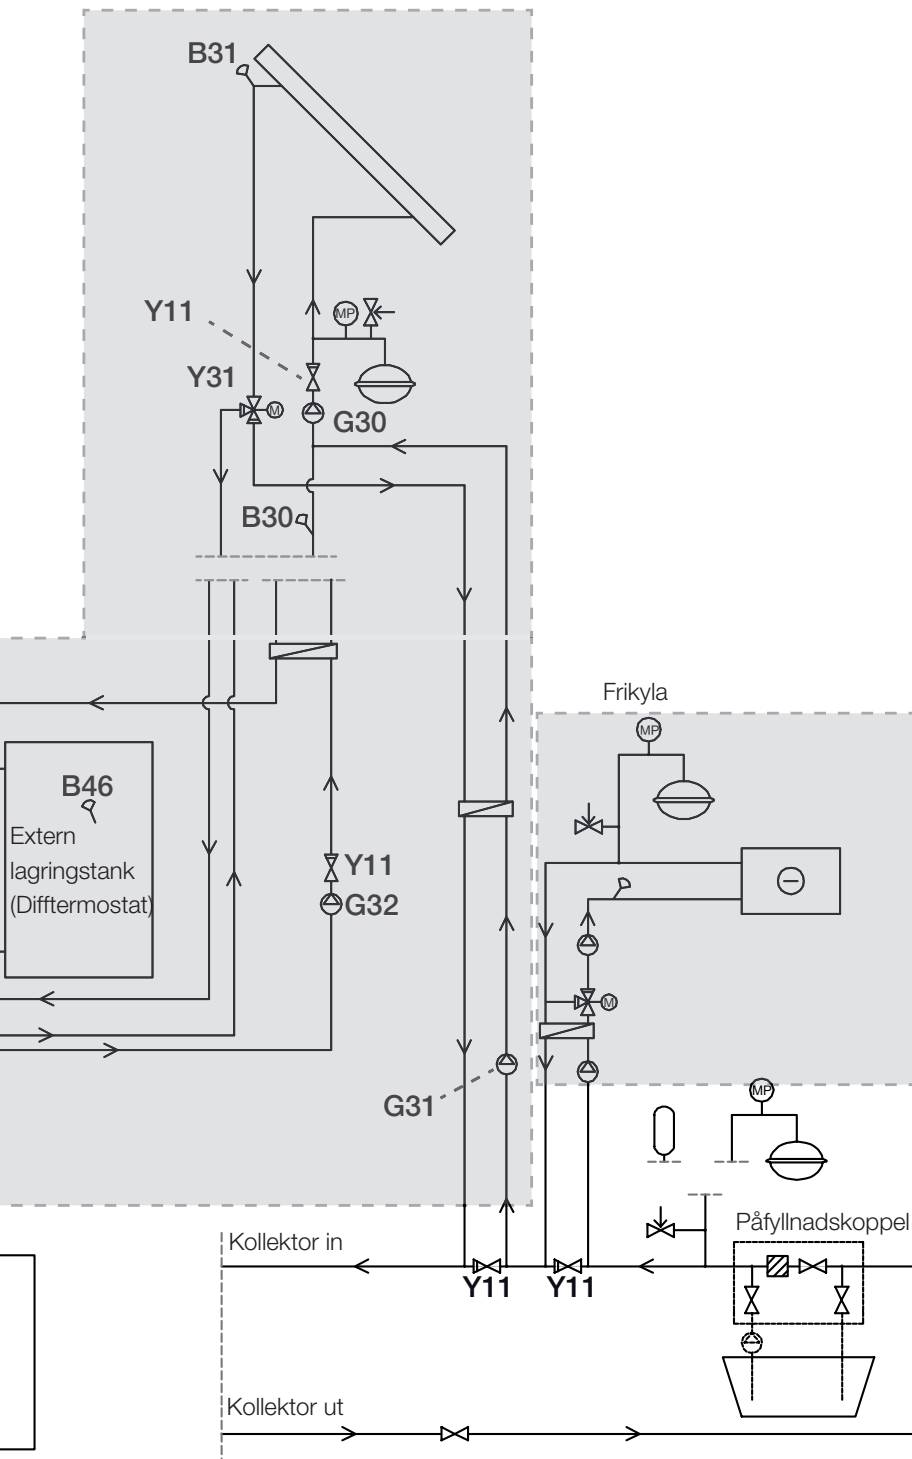 B31
Y11
MP
Y31
M
G30
B30
Frikyla
MP
B46
Extern
lagringstank
(Difftermostat)
Y11
G32
M
G31
MP
Påfyllnadskoppel
Kollektor in
Y11
Y11
Kollektor ut